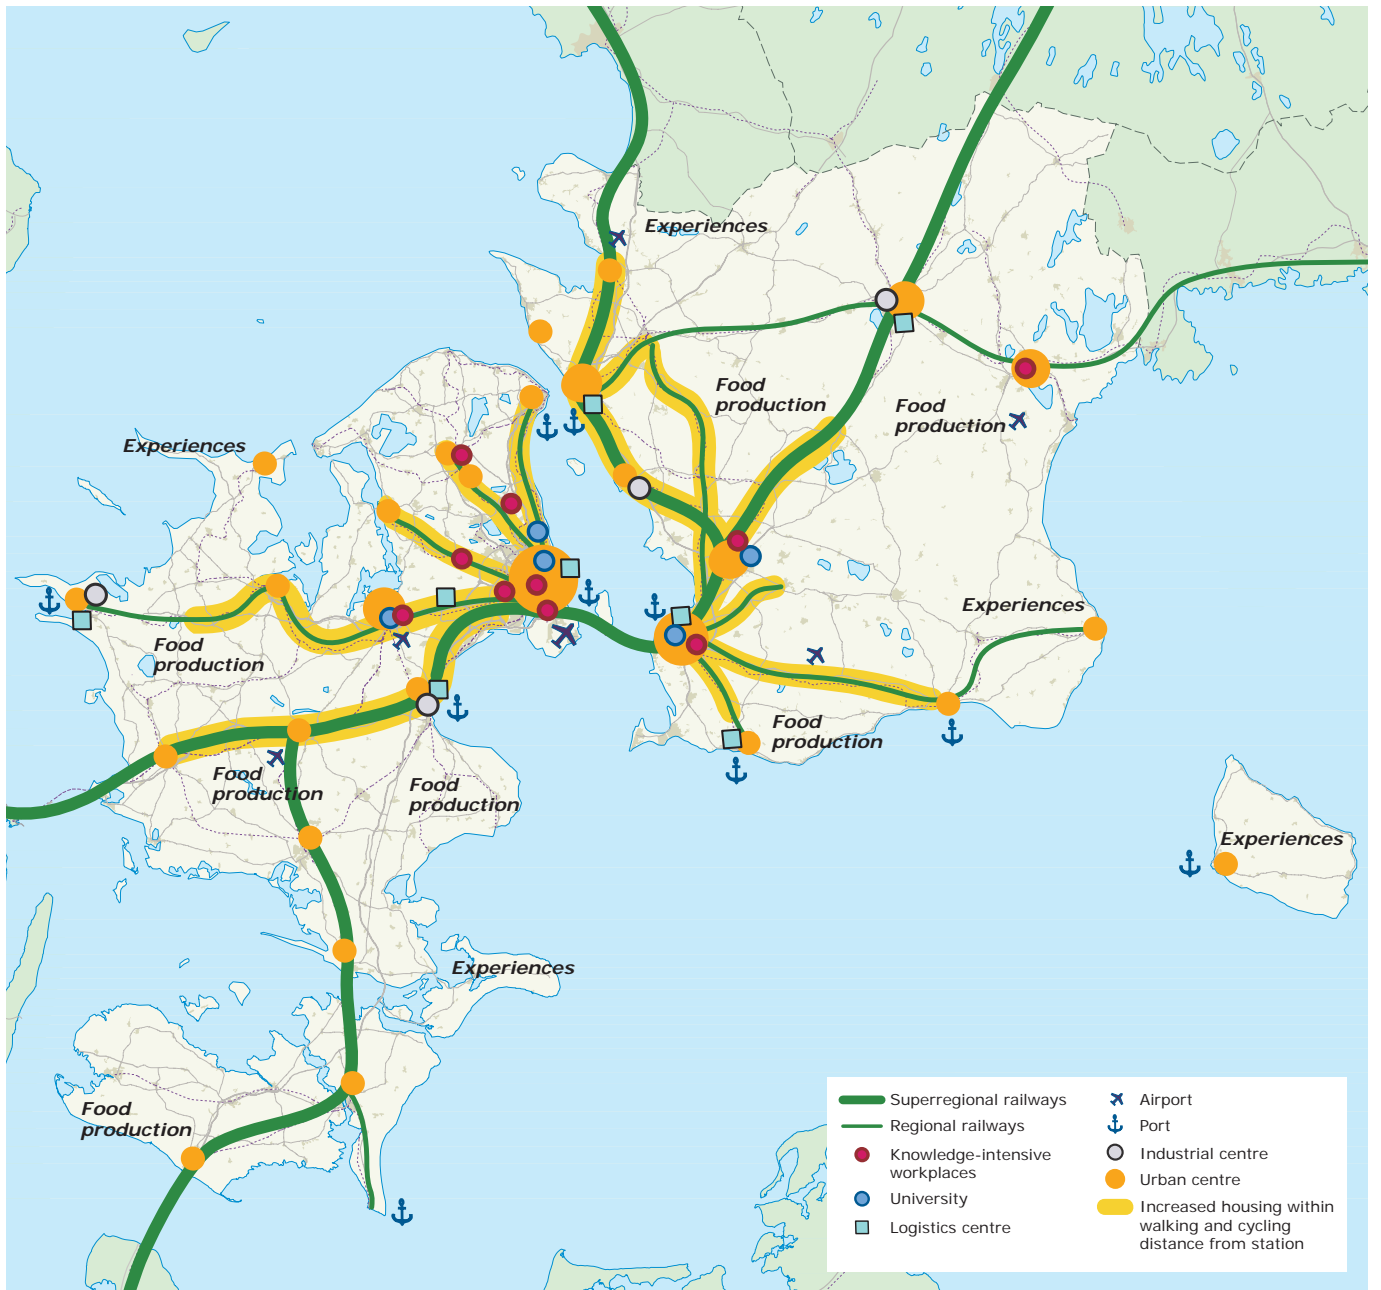 Experiences
Food
production
Food
production
Experiences
Experiences
Food
production
Food
production
Food
production
Food
production
Experiences
Experiences
Food
production
Superregional railways
Regional railways
Knowledge-intensive
workplaces
University
Logistics centre
Airport
Port
Industrial centre
Urban centre
Increased housing within
walking and cycling
distance from station